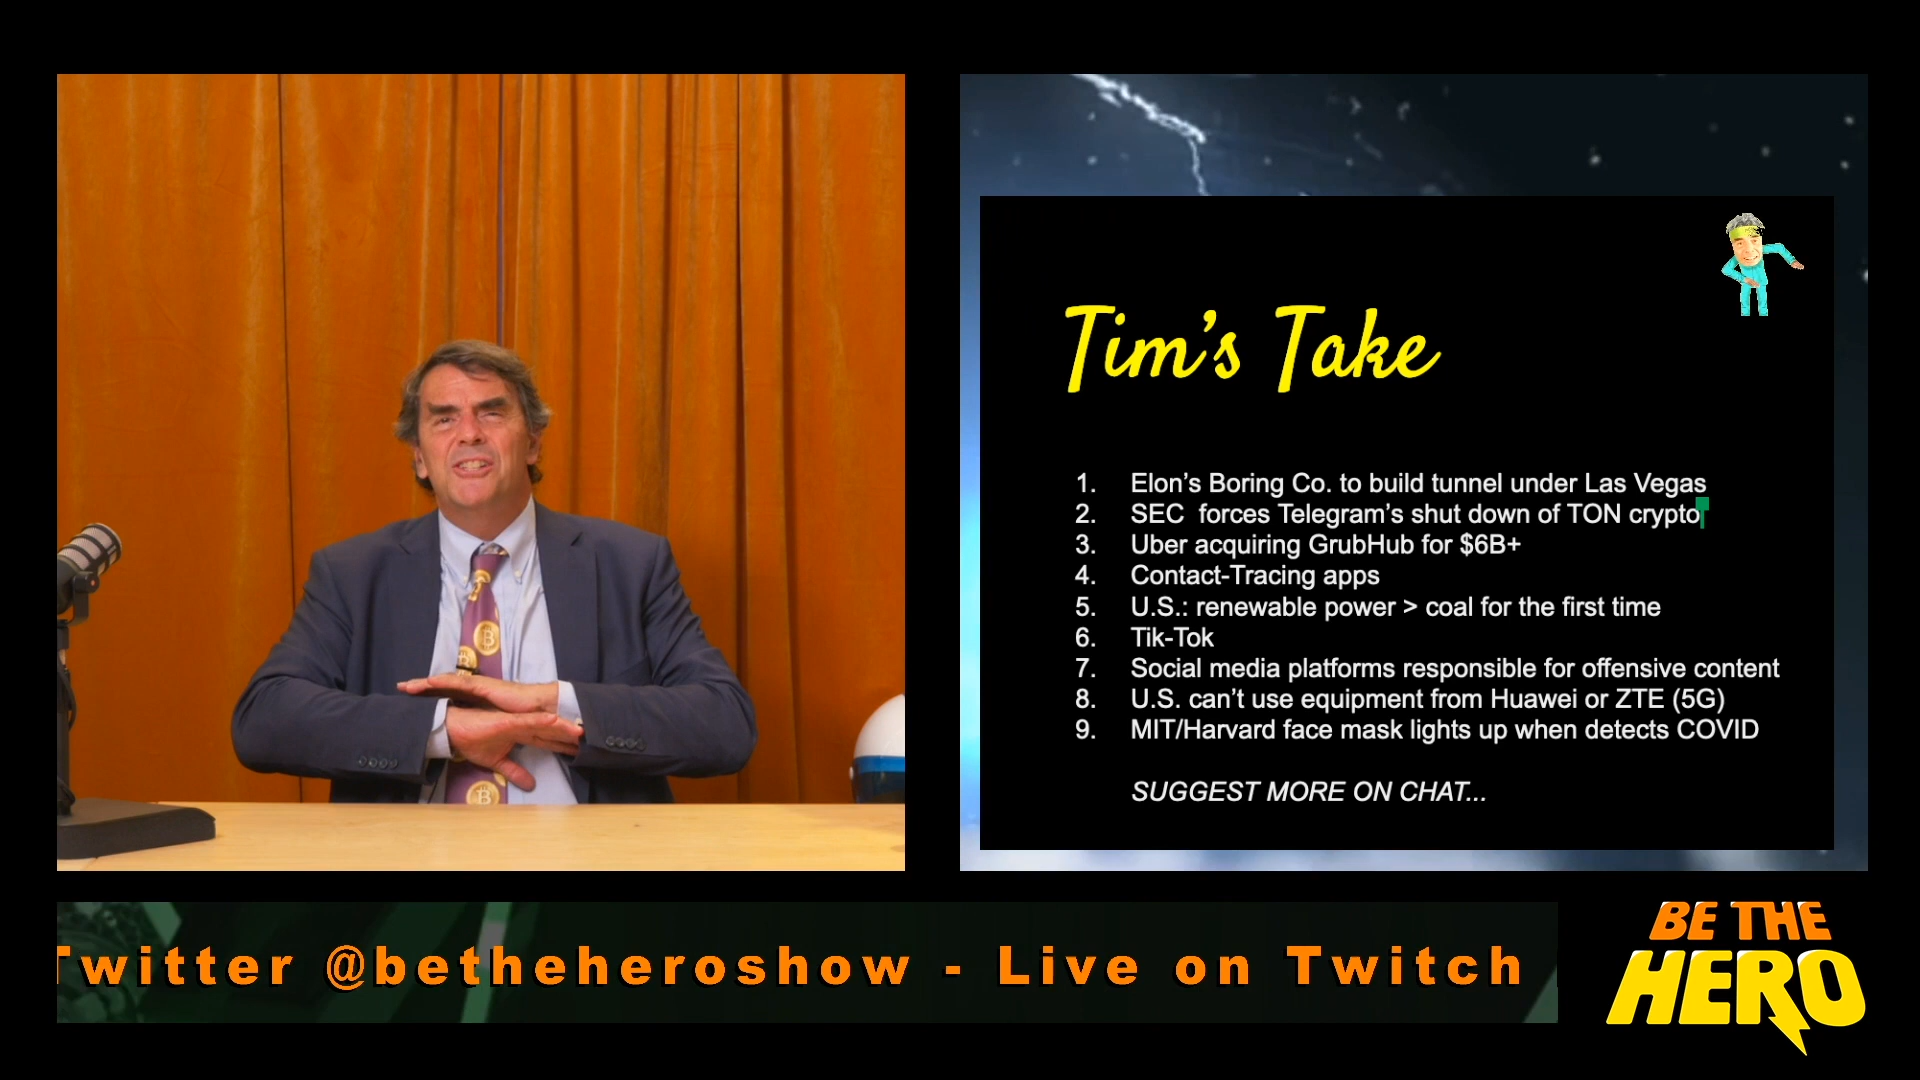 Tim's Take
1. Elon's Boring Co. to build tunnel under Las Vegas
2. SEC  forces Telegram's shut down of TON crypto
3. Uber acquiring GrubHub for $6B+
4. Contact-Tracing apps
5. U.S.: renewable power > coal for the first time
6. Tik-Tok
7. Social media platforms responsible for offensive content
8. U.S. can't use equipment from Huawei or ZTE (5G)
9. MIT/Harvard face mask lights up when detects COVID
SUGGEST MORE ON CHAT...
Twitter @betheheroshow - Live on Twitch
BE THE
HERO